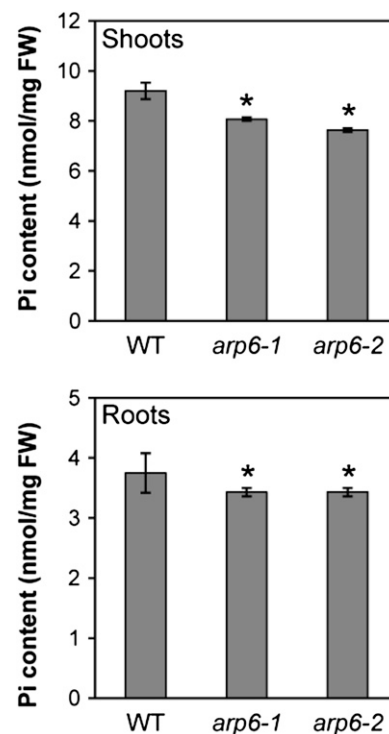 Shoots
Pi content (nmol/mg FW)
12
10
8
6
4
2
0
* *
WT arp6-1 arp6-2
Roots
Pi content (nmol/mg FW)
5
4
3
2
1
0
* *
WT arp6-1 arp6-2